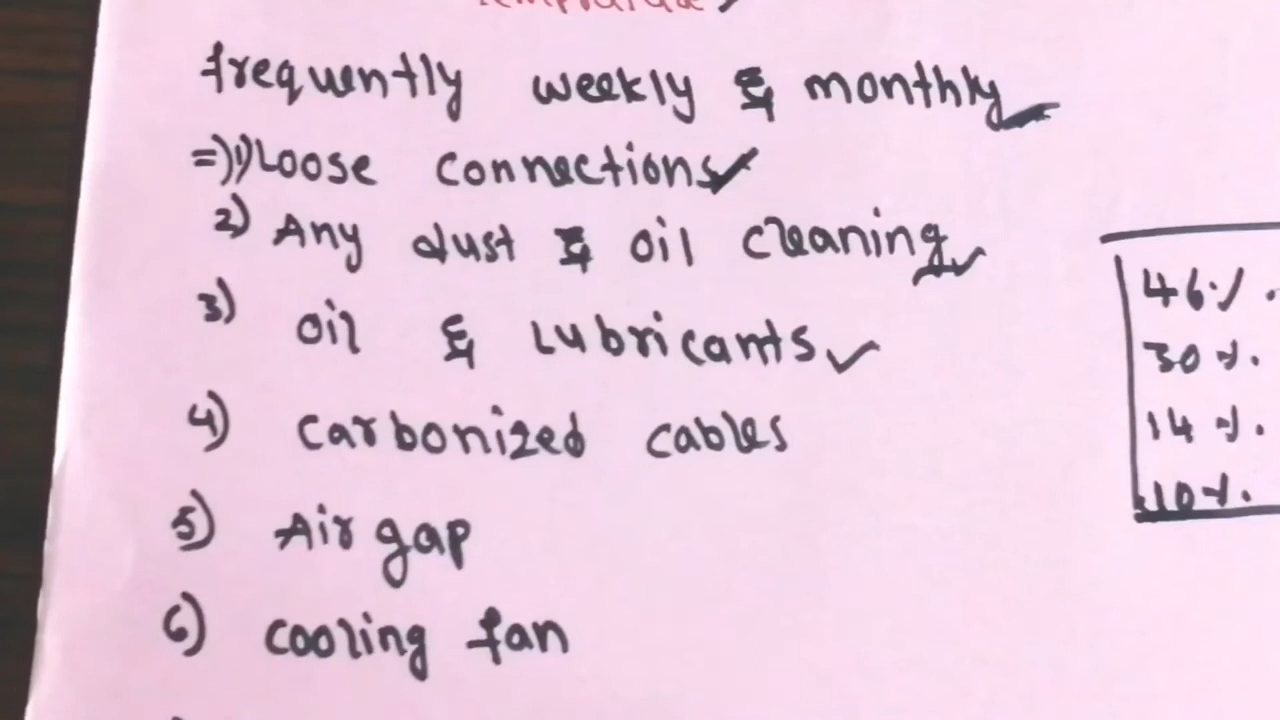 frequently weekly & monthly
=> 1) Loose connections ✓
2) Any dust & oil cleaning ✓
3) oil & Lubricants ✓
4) carbonized cables
5) Air gap
6) cooling fan
46%.
30%.
14%.
10%.